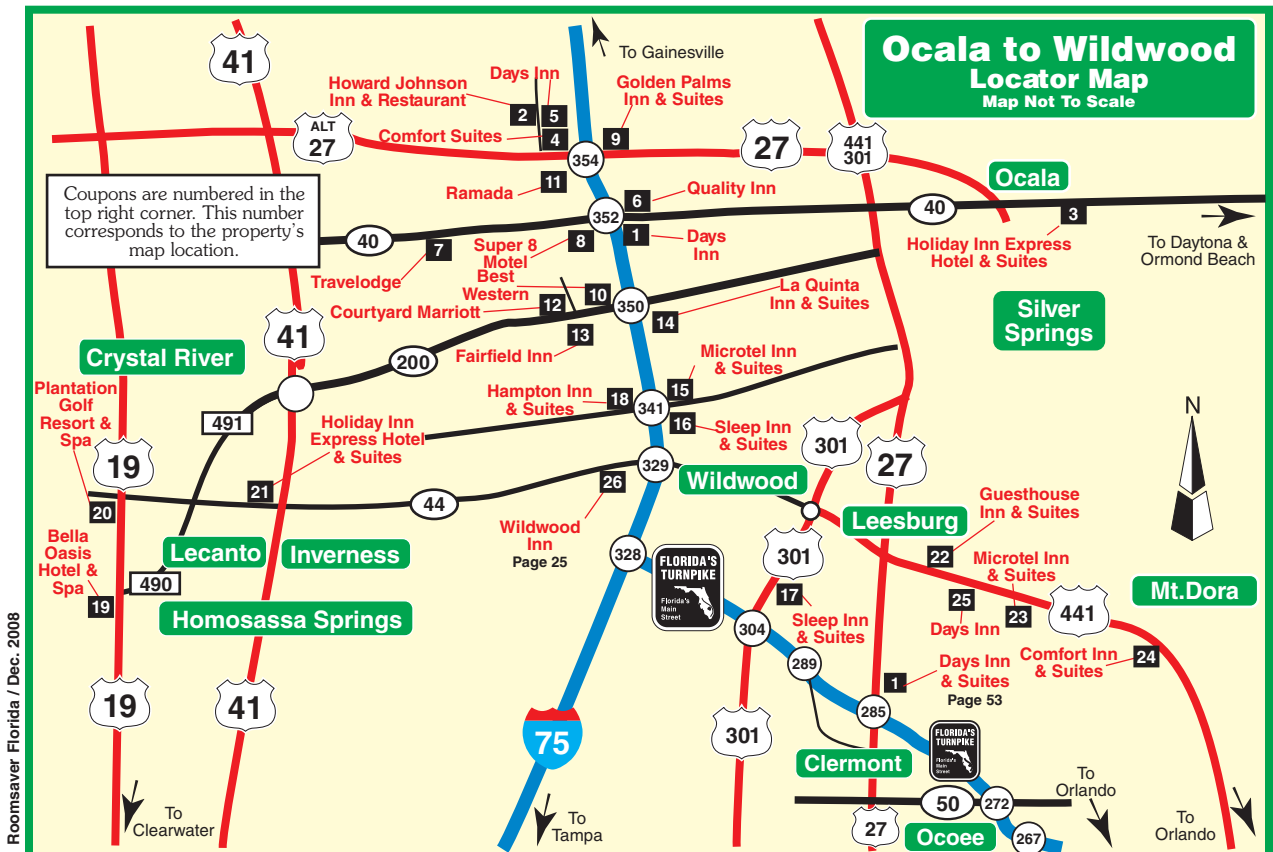 Ocala to Wildwood
Locator Map
Map Not To Scale
To Gainesville
41
Days Inn
Howard Johnson
Inn & Restaurant
Golden Palms
Inn & Suites
2
5
4
9
Comfort Suites
ALT
27
354
27
441
301
Ocala
Coupons are numbered in the
top right corner. This number
corresponds to the property's
map location.
Ramada
11
6
Quality Inn
352
40
3
40
7
Super 8
Motel
8
1
Days
Inn
Holiday Inn Express
Hotel & Suites
To Daytona &
Ormond Beach
Travelodge
Best
Western
10
La Quinta
Inn & Suites
Courtyard Marriott
12
350
14
Silver
Springs
41
13
Fairfield Inn
Crystal River
200
Microtel Inn
& Suites
Plantation
Golf
Resort &
Spa
Hampton Inn
& Suites
18
15
341
16
Sleep Inn
& Suites
N
491
Holiday Inn
Express Hotel
& Suites
301
27
19
329
Wildwood
21
44
26
20
Guesthouse
Inn & Suites
Leesburg
Wildwood
Inn
Page 25
Bella
Oasis
Hotel &
Spa
Lecanto
Inverness
328
FLORIDA'S
TURNPIKE
Florida's
Main
Street
301
22
Microtel Inn
& Suites
490
19
17
25
23
441
Mt.Dora
Homosassa Springs
304
Sleep Inn
& Suites
Days Inn
Comfort Inn
& Suites
24
289
Days Inn
& Suites
1
Page 53
19
41
285
301
75
FLORIDA'S
TURNPIKE
Florida's
Main
Street
Clermont
To
Orlando
50
272
To
Clearwater
To
Tampa
27
Ocoee
267
To
Orlando
Roomsaver Florida / Dec. 2008